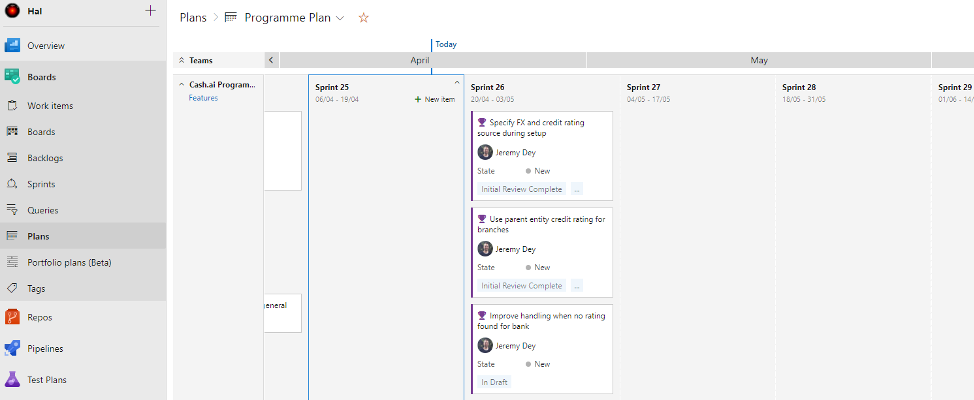 Hal
Plans > Programme Plan
Overview
Today
Teams
April
May
Boards
Cash.ai Program...
Features
Sprint 25
06/04 - 19/04
New item
Sprint 26
20/04 - 03/05
Sprint 27
04/05 - 17/05
Sprint 28
18/05 - 31/05
Sprint 29
01/06 - 14/
Work items
Boards
Backlogs
Sprints
Queries
Plans
Portfolio plans (Beta)
Tags
Repos
Pipelines
Test Plans
general
Specify FX and credit rating
source during setup
Jeremy Dey
State New
Initial Review Complete ...
Use parent entity credit rating for
branches
Jeremy Dey
State New
Initial Review Complete ...
Improve handling when no rating
found for bank
Jeremy Dey
State New
In Draft